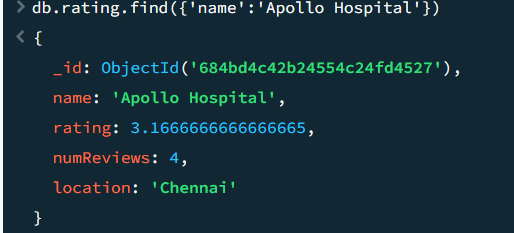 > db.rating.find({'name':'Apollo Hospital'})
< {
_id: ObjectId('684bd4c42b24554c24fd4527'),
name: 'Apollo Hospital',
rating: 3.1666666666666665,
numReviews: 4,
location: 'Chennai'
}